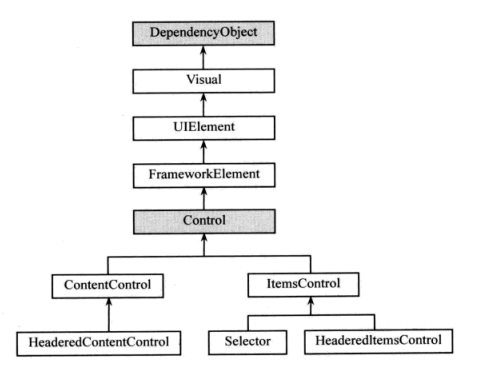 DependencyObject
Visual
UIElement
FrameworkElement
Control
ContentControl
ItemsControl
HeaderedContentControl
Selector
HeaderedItemsControl